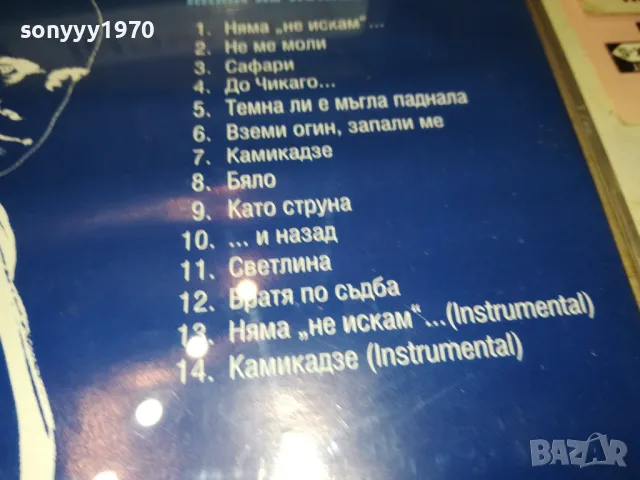 sonyyy1970
1. Няма „не искам“...
2. Не ме моли
3. Сафари
4. До Чикаго...
5. Темна ли е мъгла паднала
6. Вземи огин, запали ме
7. Камикадзе
8. Бяло
9. Като струна
10. ... и назад
11. Светлина
12. Братя по съдба
13. Няма „не искам“...(Instrumental)
14. Камикадзе (Instrumental)
BAZAR